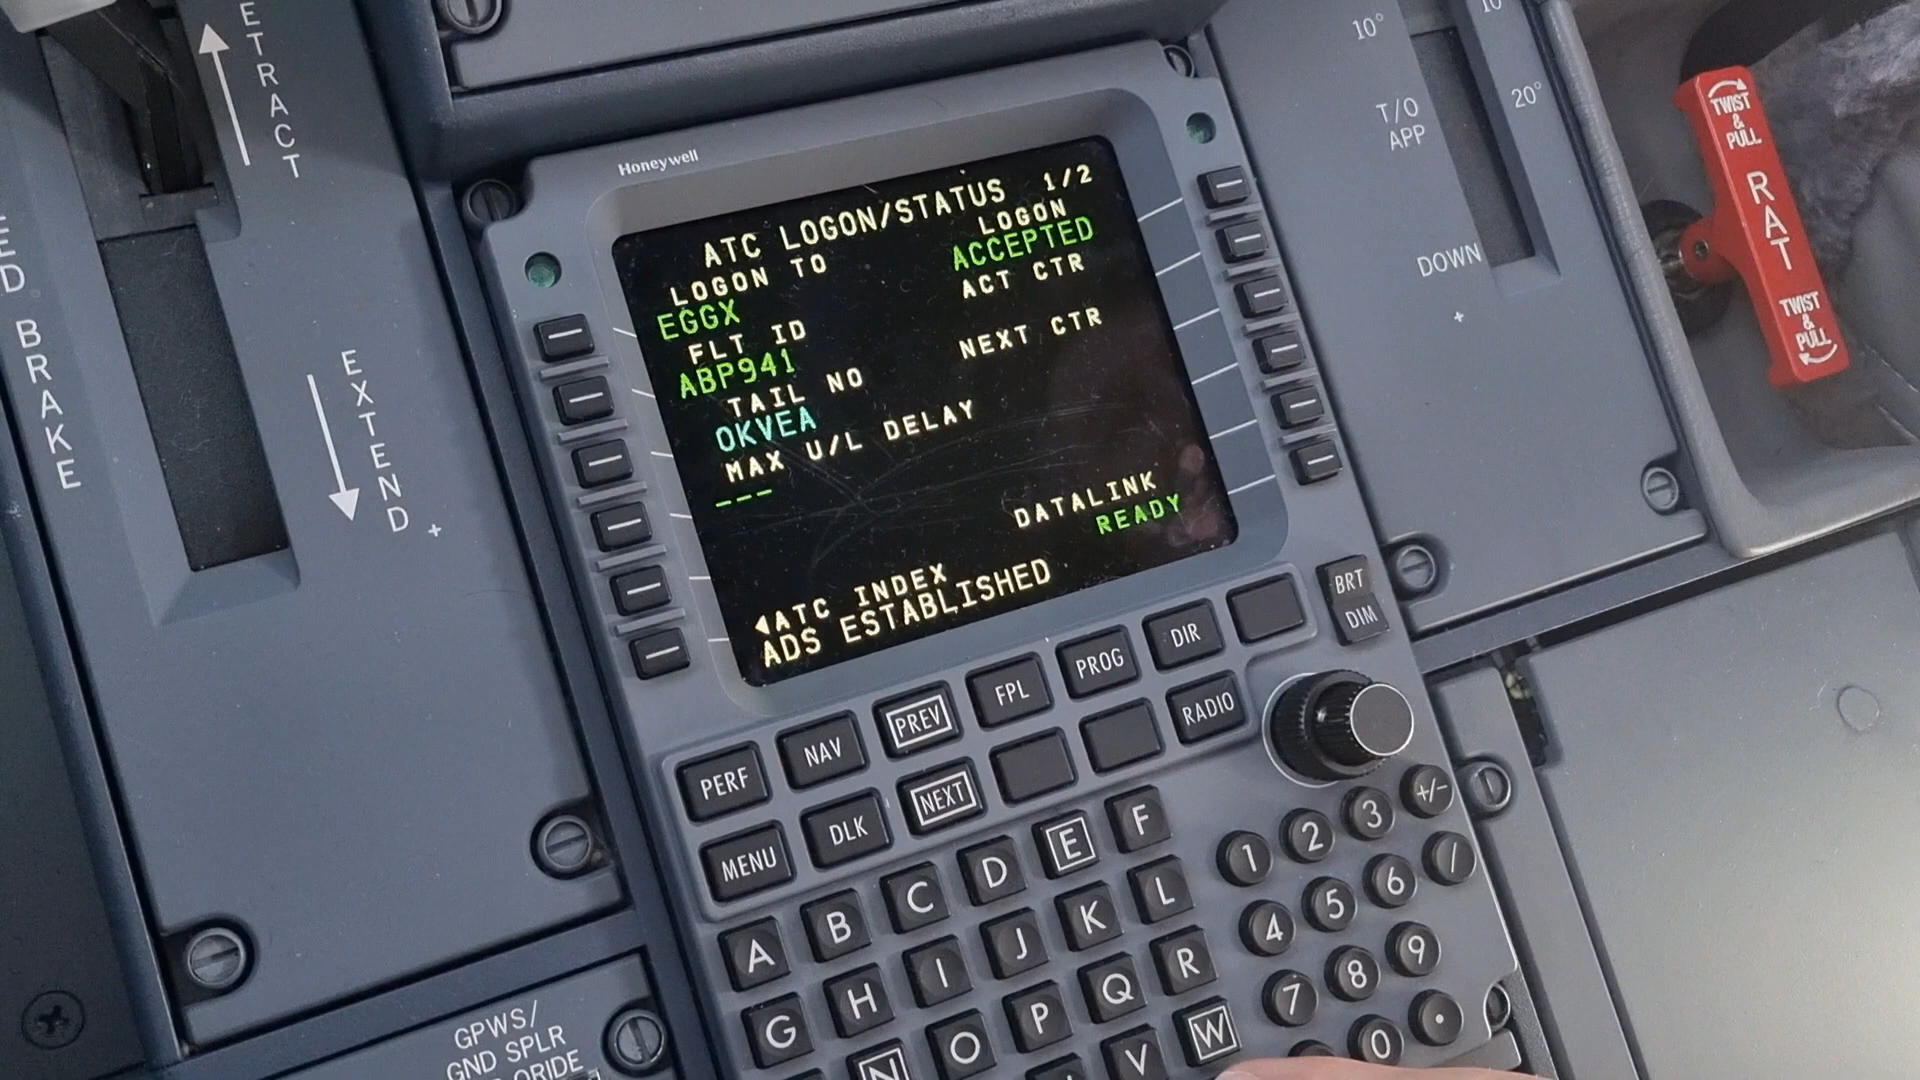 RETRACT
EXTEND
ED BRAKE
Honeywell
ATC LOGON/STATUS 1/2
LOGON TO LOGON
EGGX ACCEPTED
FLT ID ACT CTR
ABP941
TAIL NO NEXT CTR
OKVEA
MAX U/L DELAY
---
DATALINK
READY
◀ATC INDEX
ADS ESTABLISHED
BRT
DIM
PERF NAV PREV FPL PROG DIR
MENU DLK NEXT RADIO
A B C D E F
G H I J K L
N O P Q R
V W
1 2 3 +/-
4 5 6 /
7 8 9
0 .
10° 10
20°
T/O
APP
DOWN
TWIST
&
PULL
RAT
TWIST
&
PULL
GPWS/
GND SPLR
ORIDE